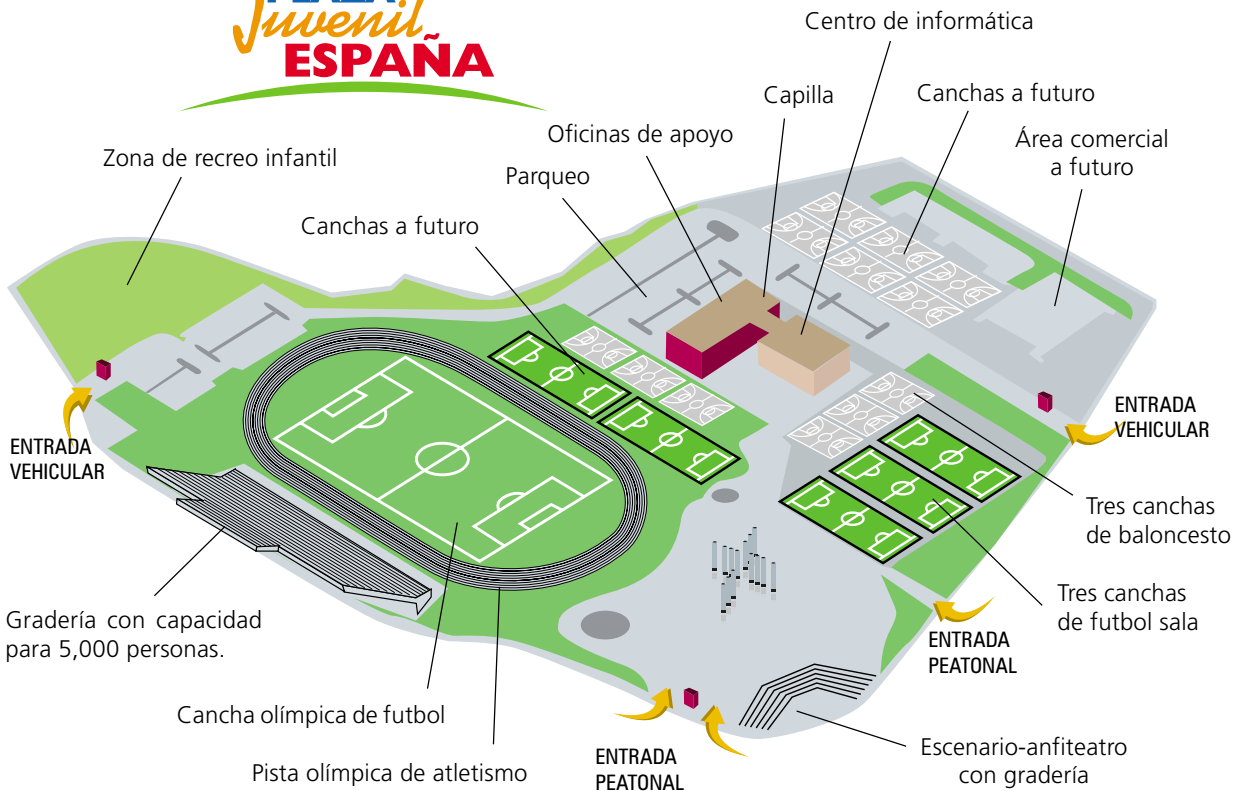 PLAZA
Juvenil
ESPAÑA
Centro de informática
Capilla
Canchas a futuro
Oficinas de apoyo
Área comercial
a futuro
Zona de recreo infantil
Parqueo
Canchas a futuro
ENTRADA
VEHICULAR
ENTRADA
VEHICULAR
Tres canchas
de baloncesto
Tres canchas
de futbol sala
Gradería con capacidad
para 5,000 personas.
ENTRADA
PEATONAL
Cancha olímpica de futbol
Escenario-anfiteatro
con gradería
Pista olímpica de atletismo
ENTRADA
PEATONAL